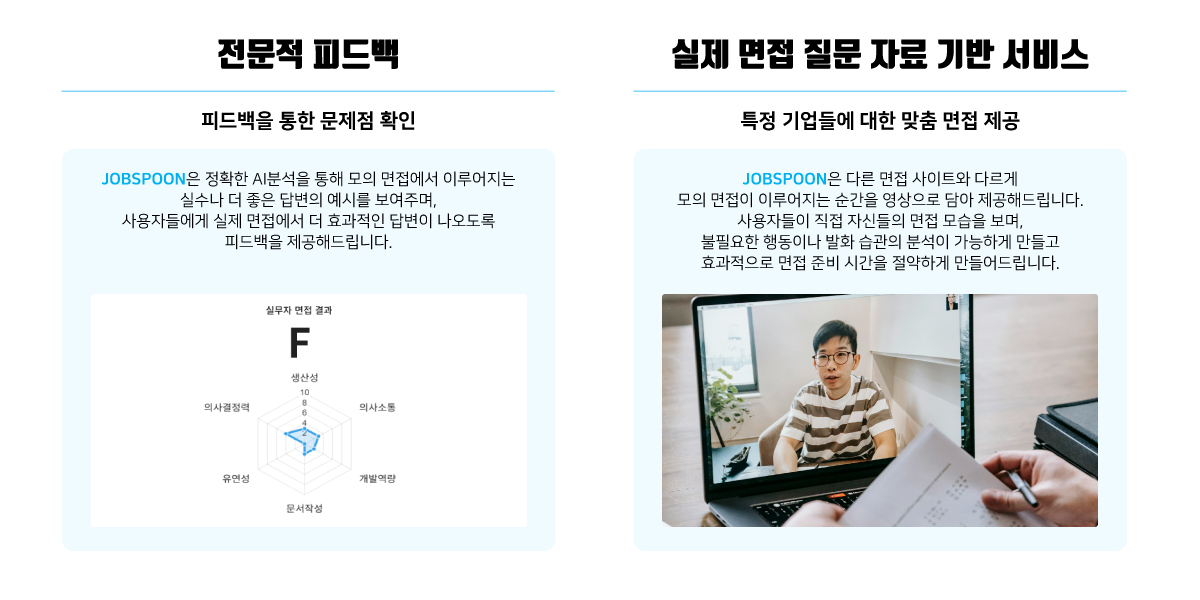 전문적 피드백
피드백을 통한 문제점 확인
JOBSPOON은 정확한 AI분석을 통해 모의 면접에서 이루어지는
실수나 더 좋은 답변의 예시를 보여주며,
사용자들에게 실제 면접에서 더 효과적인 답변이 나오도록
피드백을 제공해드립니다.
실무자 면접 결과
F
생산성
10
8
6
4
2
의사결정력
의사소통
유연성
개발역량
문서작성
실제 면접 질문 자료 기반 서비스
특정 기업들에 대한 맞춤 면접 제공
JOBSPOON은 다른 면접 사이트와 다르게
모의 면접이 이루어지는 순간을 영상으로 담아 제공해드립니다.
사용자들이 직접 자신들의 면접 모습을 보며,
불필요한 행동이나 발화 습관의 분석이 가능하게 만들고
효과적으로 면접 준비 시간을 절약하게 만들어드립니다.